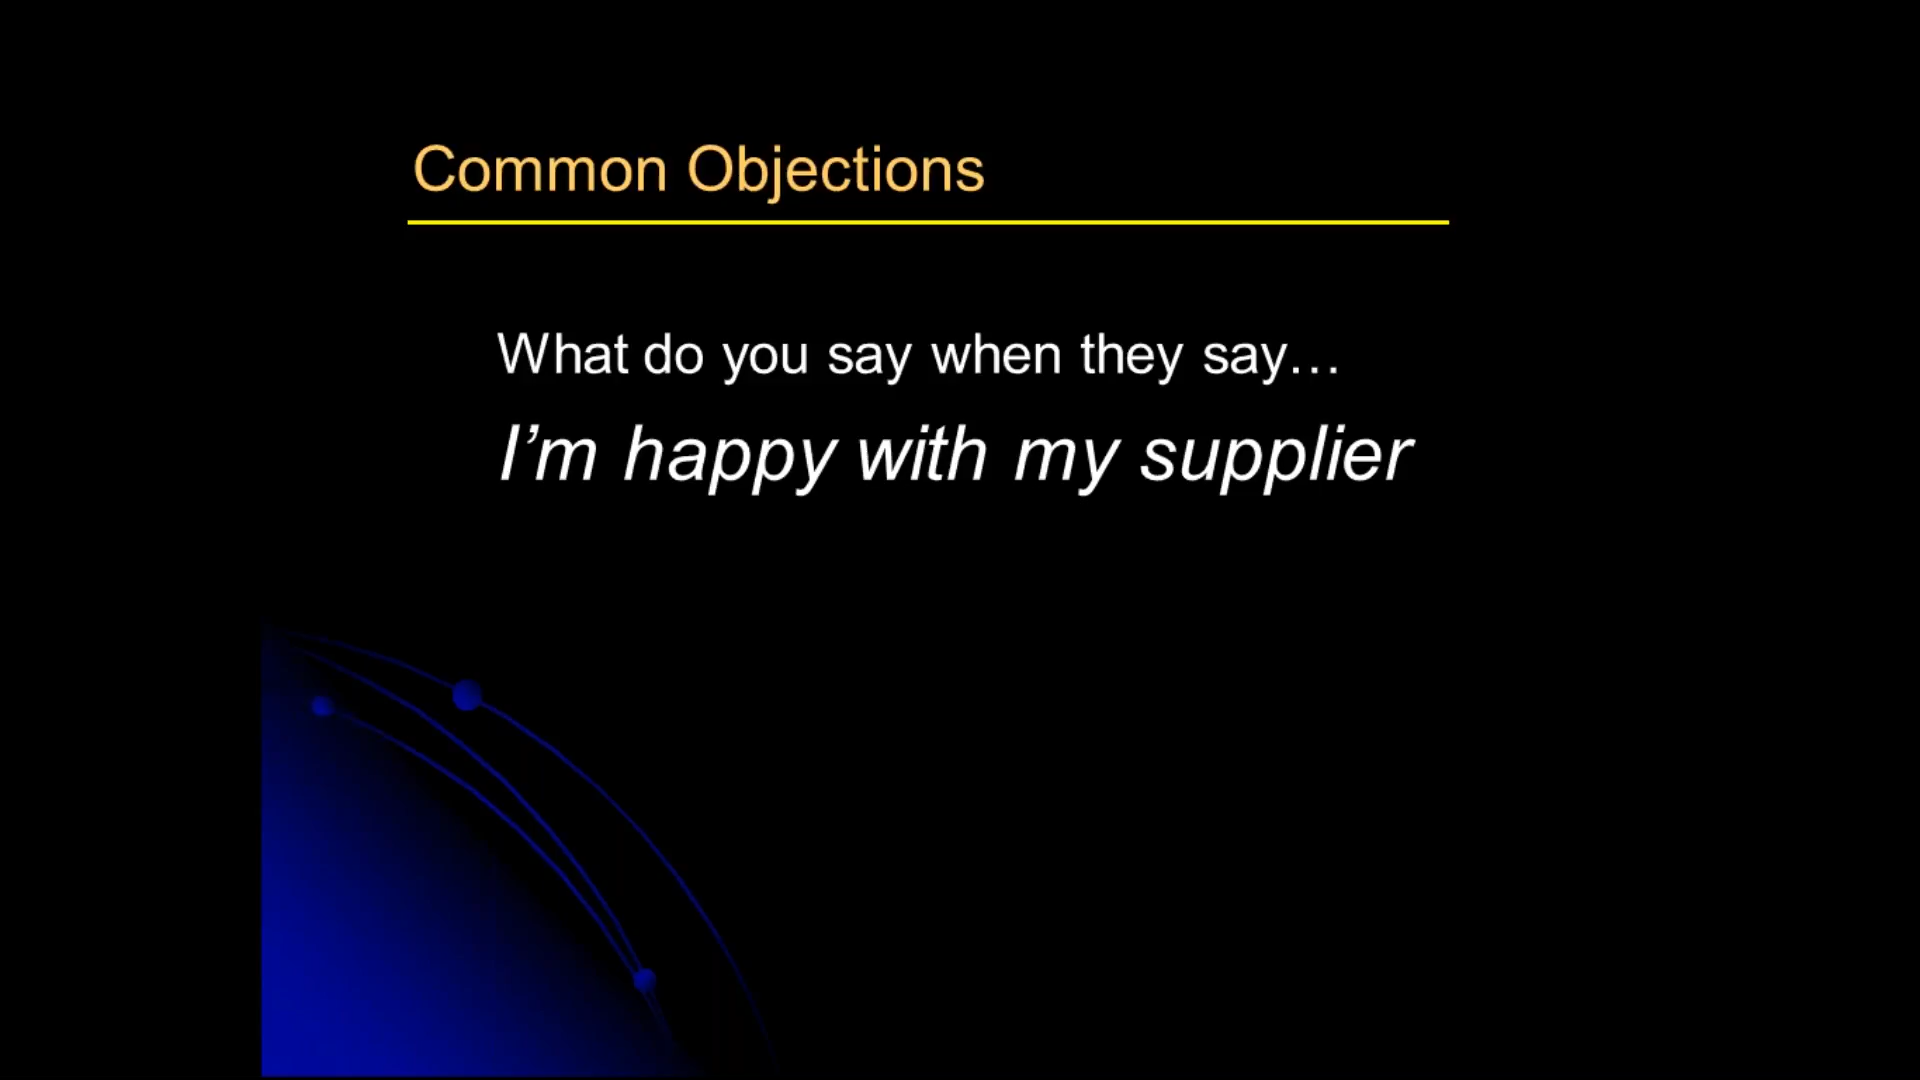 Common Objections
What do you say when they say…
I’m happy with my supplier